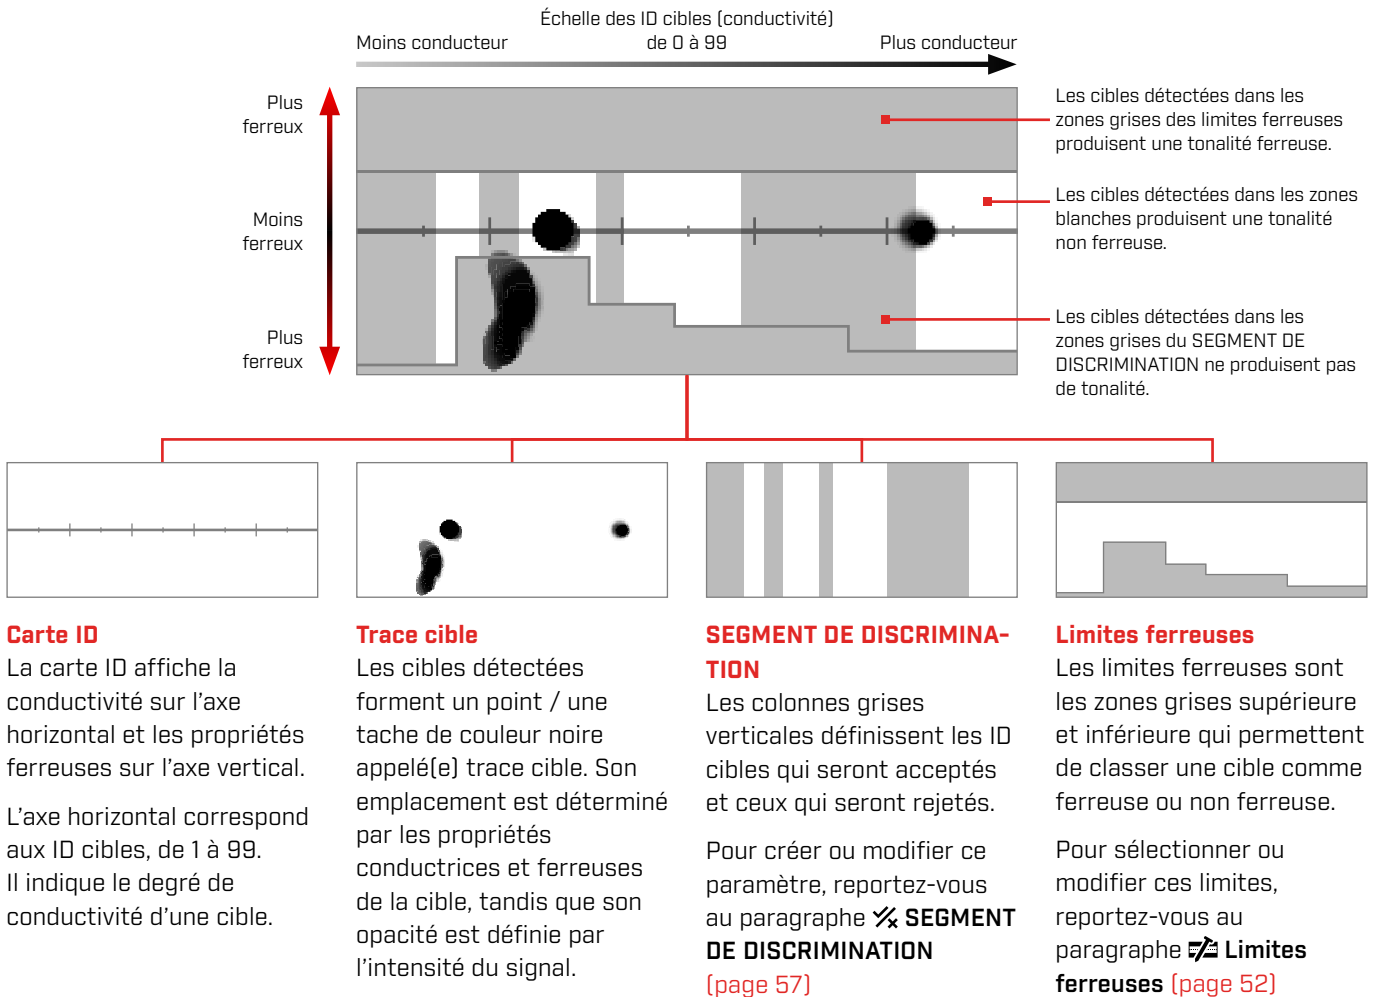 Échelle des ID cibles (conductivité)
Moins conducteur
de 0 à 99
Plus conducteur
Plus
ferreux
Moins
ferreux
Plus
ferreux
Les cibles détectées dans les
zones grises des limites ferreuses
produisent une tonalité ferreuse.
Les cibles détectées dans les zones
blanches produisent une tonalité
non ferreuse.
Les cibles détectées dans les
zones grises du SEGMENT DE
DISCRIMINATION ne produisent pas
de tonalité.
Carte ID
La carte ID affiche la
conductivité sur l'axe
horizontal et les propriétés
ferreuses sur l'axe vertical.
L'axe horizontal correspond
aux ID cibles, de 1 à 99.
Il indique le degré de
conductivité d'une cible.
Trace cible
Les cibles détectées
forment un point / une
tache de couleur noire
appelé(e) trace cible. Son
emplacement est déterminé
par les propriétés
conductrices et ferreuses
de la cible, tandis que son
opacité est définie par
l'intensité du signal.
SEGMENT DE DISCRIMINA-
TION
Les colonnes grises
verticales définissent les ID
cibles qui seront acceptés
et ceux qui seront rejetés.
Pour créer ou modifier ce
paramètre, reportez-vous
au paragraphe SEGMENT
DE DISCRIMINATION
(page 57)
Limites ferreuses
Les limites ferreuses sont
les zones grises supérieure
et inférieure qui permettent
de classer une cible comme
ferreuse ou non ferreuse.
Pour sélectionner ou
modifier ces limites,
reportez-vous au
paragraphe Limites
ferreuses (page 52)